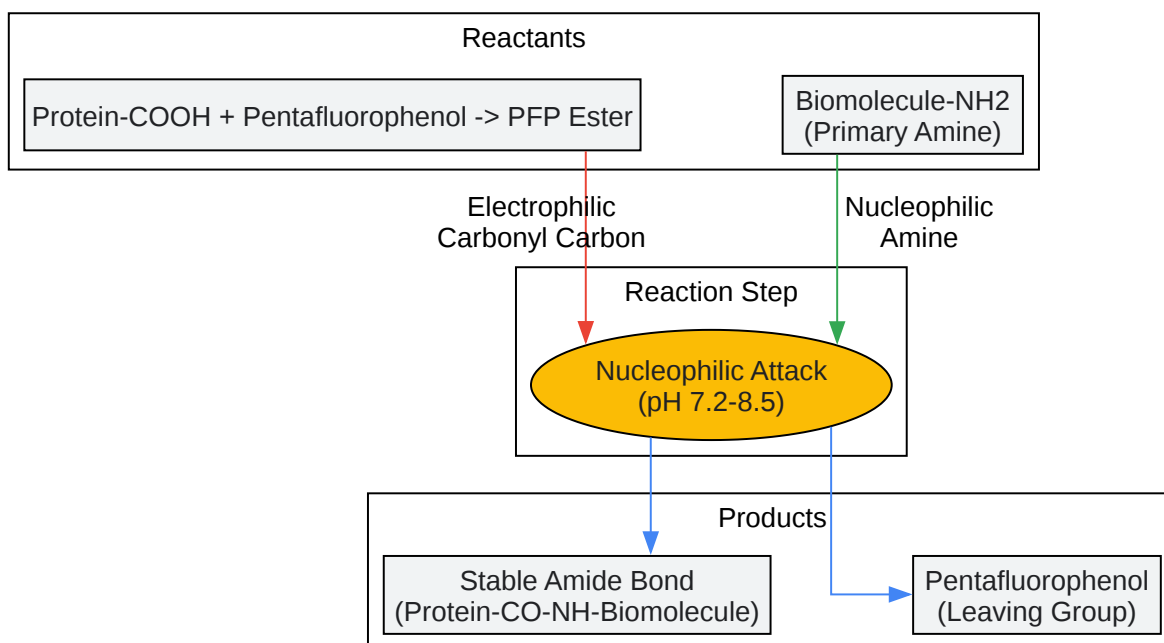 Reactants
Protein-COOH + Pentafluorophenol -> PFP Ester
Biomolecule-NH2
(Primary Amine)
Electrophilic
Carbonyl Carbon
Nucleophilic
Amine
Reaction Step
Nucleophilic Attack
(pH 7.2-8.5)
Products
Stable Amide Bond
(Protein-CO-NH-Biomolecule)
Pentafluorophenol
(Leaving Group)